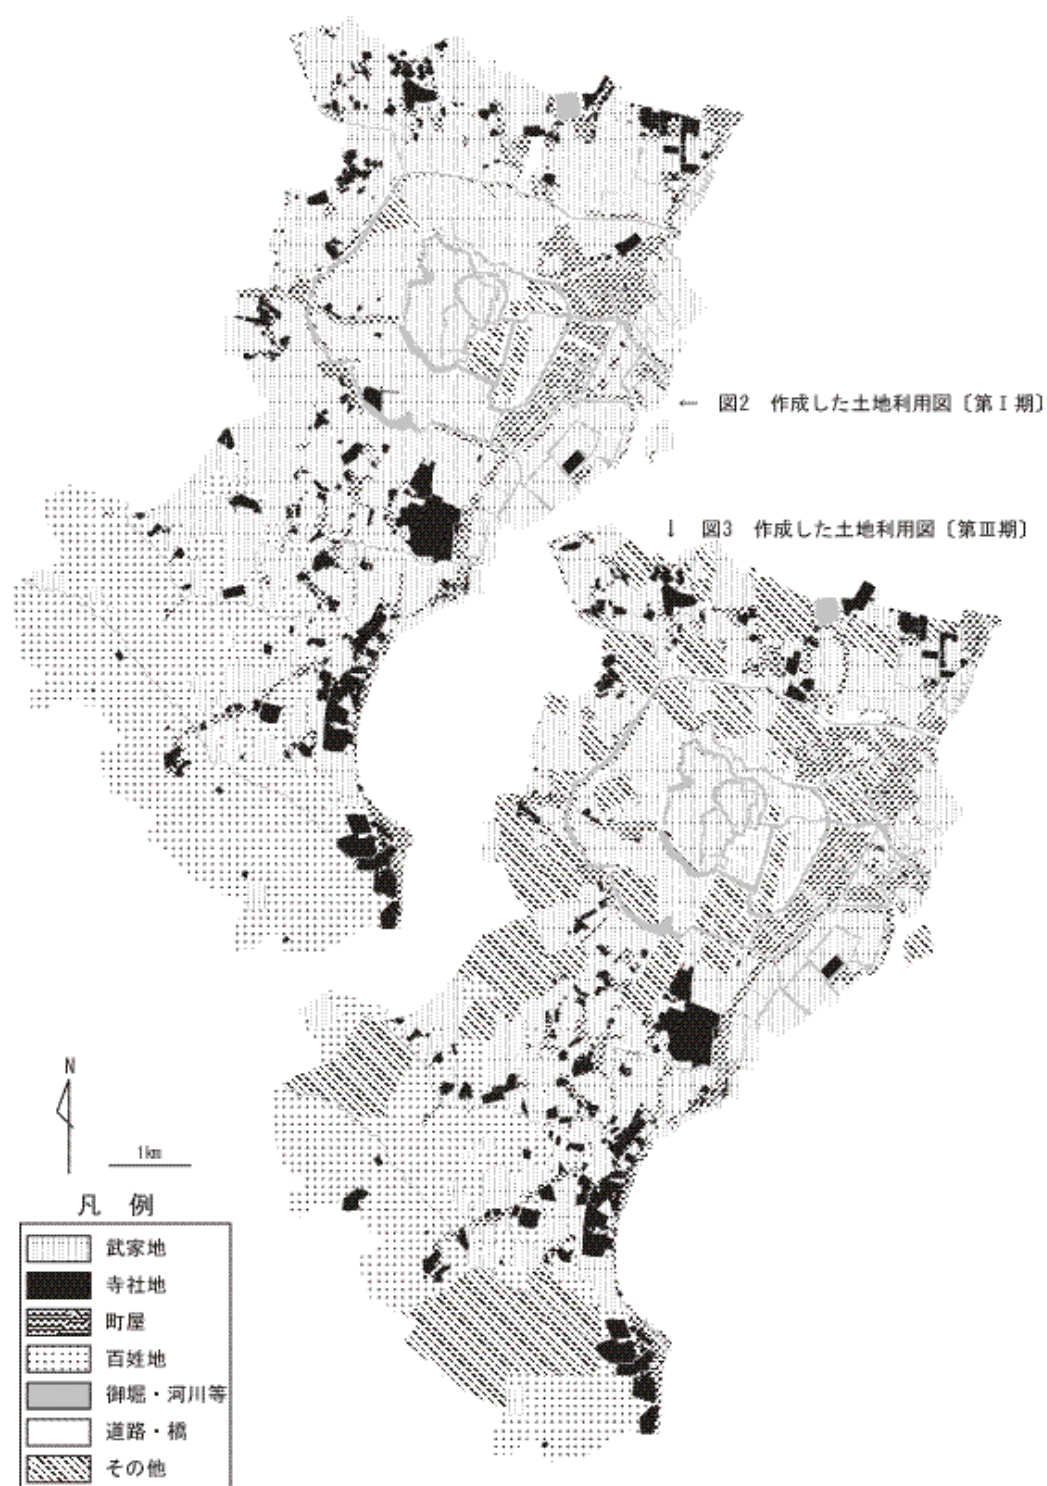 ← 図2 作成した土地利用図〔第Ⅰ期〕
↓ 図3 作成した土地利用図〔第Ⅲ期〕
N
1km
凡 例
武家地
寺社地
町屋
百姓地
御堀・河川等
道路・橋
その他